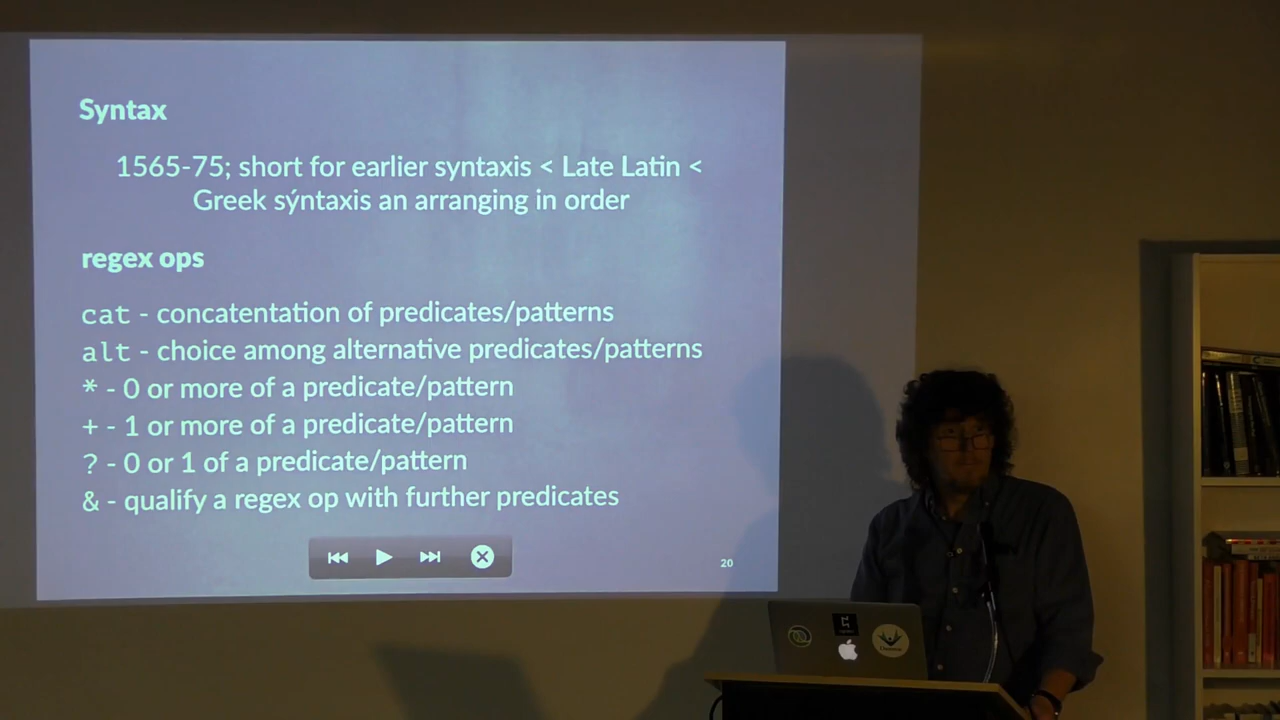 Syntax
1565-75; short for earlier syntaxis < Late Latin <
Greek sýntaxis an arranging in order
regex ops
cat - concatentation of predicates/patterns
alt - choice among alternative predicates/patterns
* - 0 or more of a predicate/pattern
+ - 1 or more of a predicate/pattern
? - 0 or 1 of a predicate/pattern
& - qualify a regex op with further predicates
20